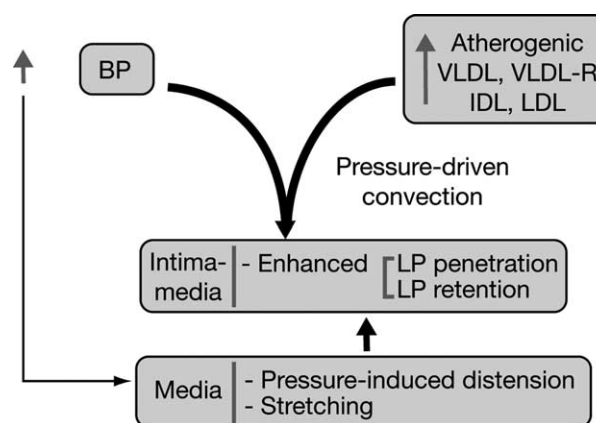 BP
Atherogenic
VLDL, VLDL-R
IDL, LDL
Pressure-driven
convection
Intima-
media
- Enhanced
LP penetration
LP retention
Media
- Pressure-induced distension
- Stretching